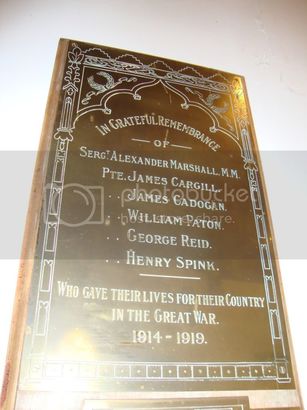 IN GRATEFUL REMEMBRANCE
OF
SERGT. ALEXANDER MARSHALL, M.M.
PTE. JAMES CARGILL.
. . JAMES CADOGAN.
. . WILLIAM PATON.
. . GEORGE REID.
. . HENRY SPINK.
WHO GAVE THEIR LIVES FOR THEIR COUNTRY
IN THE GREAT WAR.
1914-1919.
photobucket